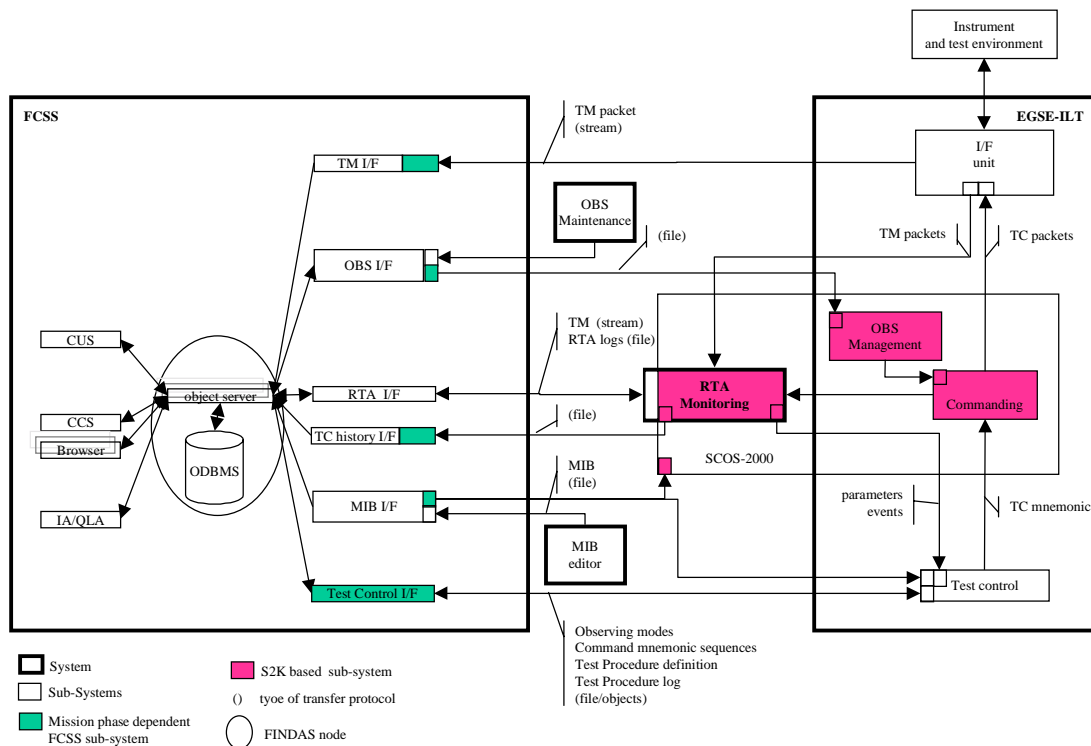 Instrument
and test environment
FCSS
EGSE-ILT
TM packet
(stream)
I/F
unit
TM I/F
OBS
Maintenance
(file)
TM packets
TC packets
OBS I/F
TM (stream)
RTA logs (file)
OBS
Management
CUS
object server
RTA I/F
RTA
Monitoring
Commanding
(file)
CCS
TC history I/F
Browser
ODBMS
SCOS-2000
MIB
(file)
MIB I/F
parameters
events
TC mnemonic
IA/QLA
MIB
editor
Test Control I/F
Test control
Observing modes
Command mnemonic sequences
Test Procedure definition
Test Procedure log
(file/objects)
System
S2K based sub-system
Sub-Systems
() tyoe of transfer protocol
Mission phase dependent
FCSS sub-system
FINDAS node